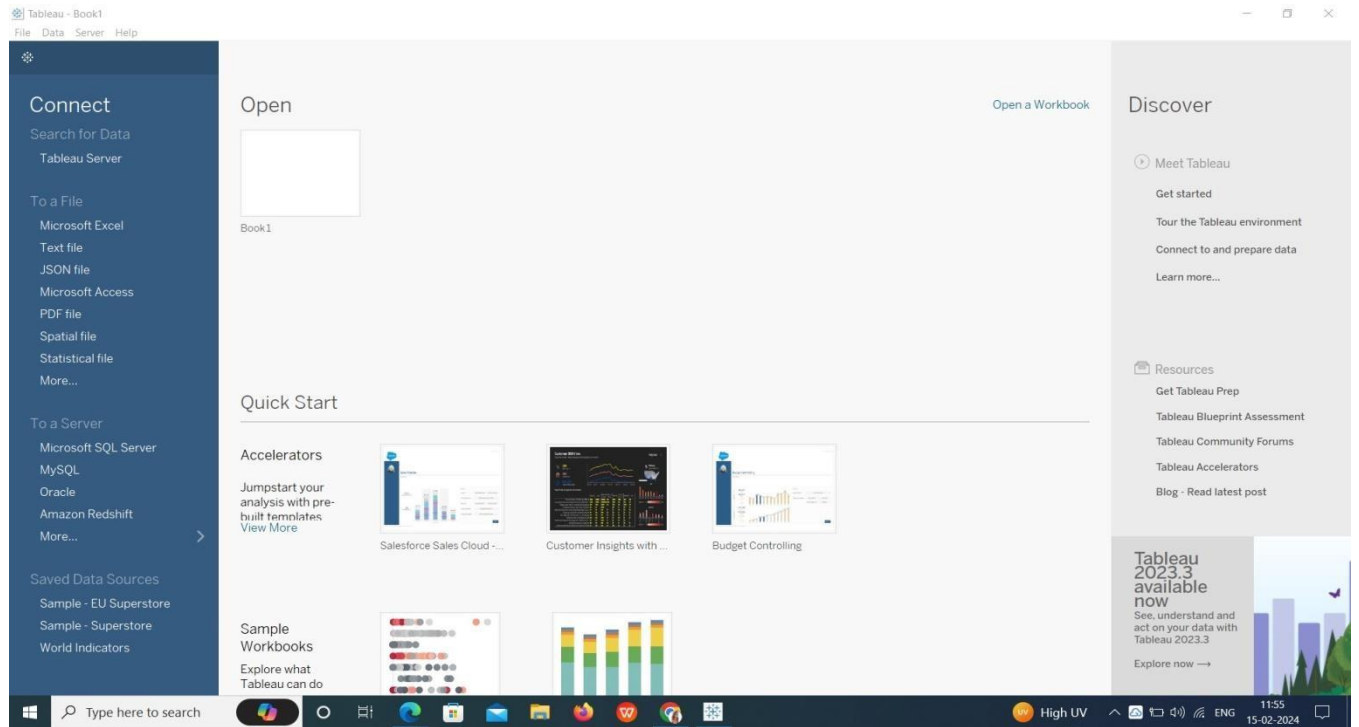 Tableau - Book1
File Data Server Help
Connect
Search for Data
Tableau Server
To a File
Microsoft Excel
Text file
JSON file
Microsoft Access
PDF file
Spatial file
Statistical file
More...
To a Server
Microsoft SQL Server
MySQL
Oracle
Amazon Redshift
More...
Saved Data Sources
Sample - EU Superstore
Sample - Superstore
World Indicators
Open
Open a Workbook
Book1
Quick Start
Accelerators
Jumpstart your
analysis with pre-
built templates
View More
Salesforce Sales Cloud -...
Customer Insights with ...
Budget Controlling
Sample
Workbooks
Explore what
Tableau can do
Discover
Meet Tableau
Get started
Tour the Tableau environment
Connect to and prepare data
Learn more...
Resources
Get Tableau Prep
Tableau Blueprint Assessment
Tableau Community Forums
Tableau Accelerators
Blog - Read latest post
Tableau
2023.3
available
now
See, understand and
act on your data with
Tableau 2023.3
Explore now →
Type here to search
UV
High UV
ENG
11:55
15-02-2024